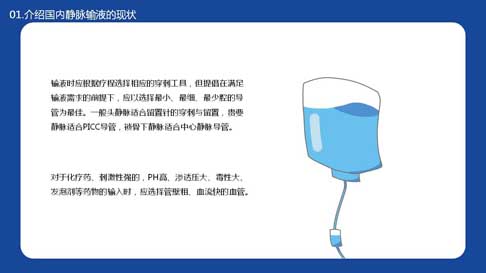 01.介绍国内静脉输液的现状
输液时应根据疗程选择相应的穿刺工具，但提倡在满足
输液需求的前提下，应以选择最小、最细、最少腔的导
管为最佳。一般头静脉适合留置针的穿刺与留置，贵要
静脉适合PICC导管，锁骨下静脉适合中心静脉导管。
对于化疗药、刺激性强的，PH高、渗透压大、毒性大、
发泡剂等药物的输入时，应选择管壁粗、血流快的血管。